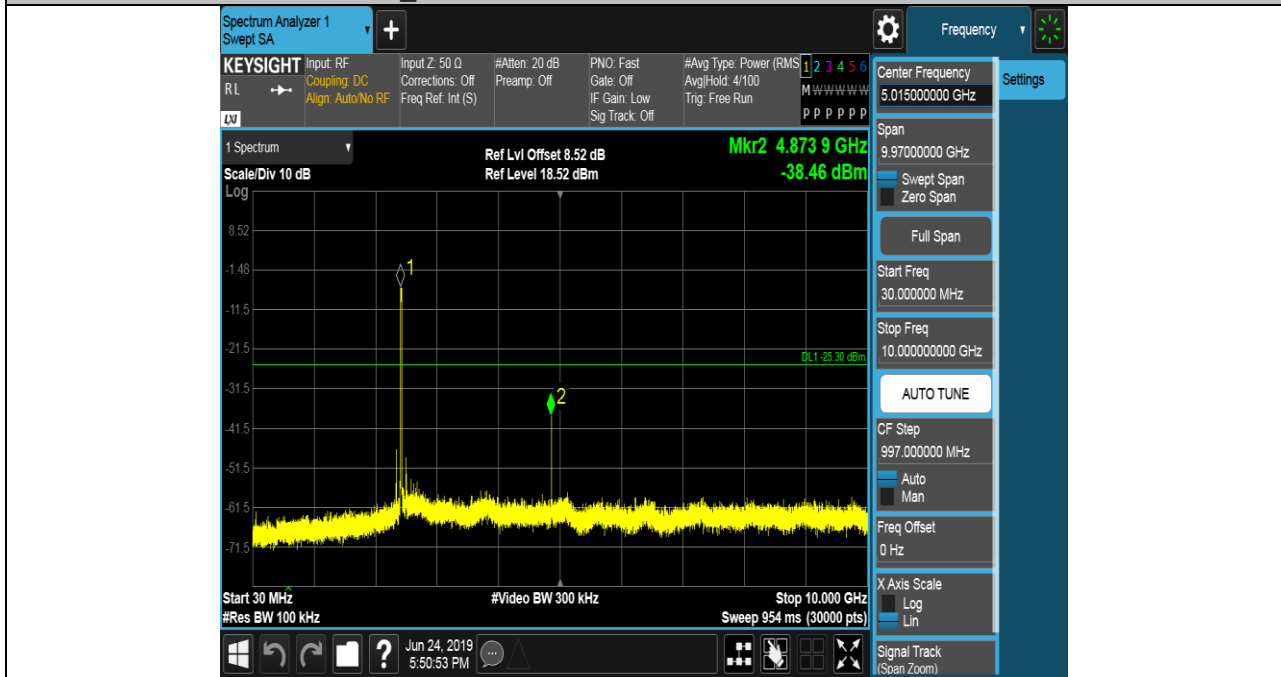 Spectrum Analyzer 1
Swept SA
+
Frequency
KEYSIGHT
RL
LXI
Input: RF
Coupling: DC
Align: Auto/No RF
Input Z: 50 Ω
Corrections: Off
Freq Ref: Int (S)
#Atten: 20 dB
Preamp: Off
PNO: Fast
Gate: Off
IF Gain: Low
Sig Track: Off
#Avg Type: Power (RMS
Avg|Hold: 4/100
Trig: Free Run
1 2 3 4 5 6
M W W W W W
P P P P P P
1 Spectrum
Scale/Div 10 dB
Ref Lvl Offset 8.52 dB
Ref Level 18.52 dBm
Mkr2 4.873 9 GHz
-38.46 dBm
Log
8.52
-1.48
-11.5
-21.5
-31.5
-41.5
-51.5
-61.5
-71.5
1
2
DL1 -25.30 dBm
Start 30 MHz
#Res BW 100 kHz
#Video BW 300 kHz
Stop 10.000 GHz
Sweep 954 ms (30000 pts)
?
Jun 24, 2019
5:50:53 PM
Center Frequency
5.015000000 GHz
Settings
Span
9.97000000 GHz
Swept Span
Zero Span
Full Span
Start Freq
30.000000 MHz
Stop Freq
10.000000000 GHz
AUTO TUNE
CF Step
997.000000 MHz
Auto
Man
Freq Offset
0 Hz
X Axis Scale
Log
Lin
Signal Track
(Span Zoom)